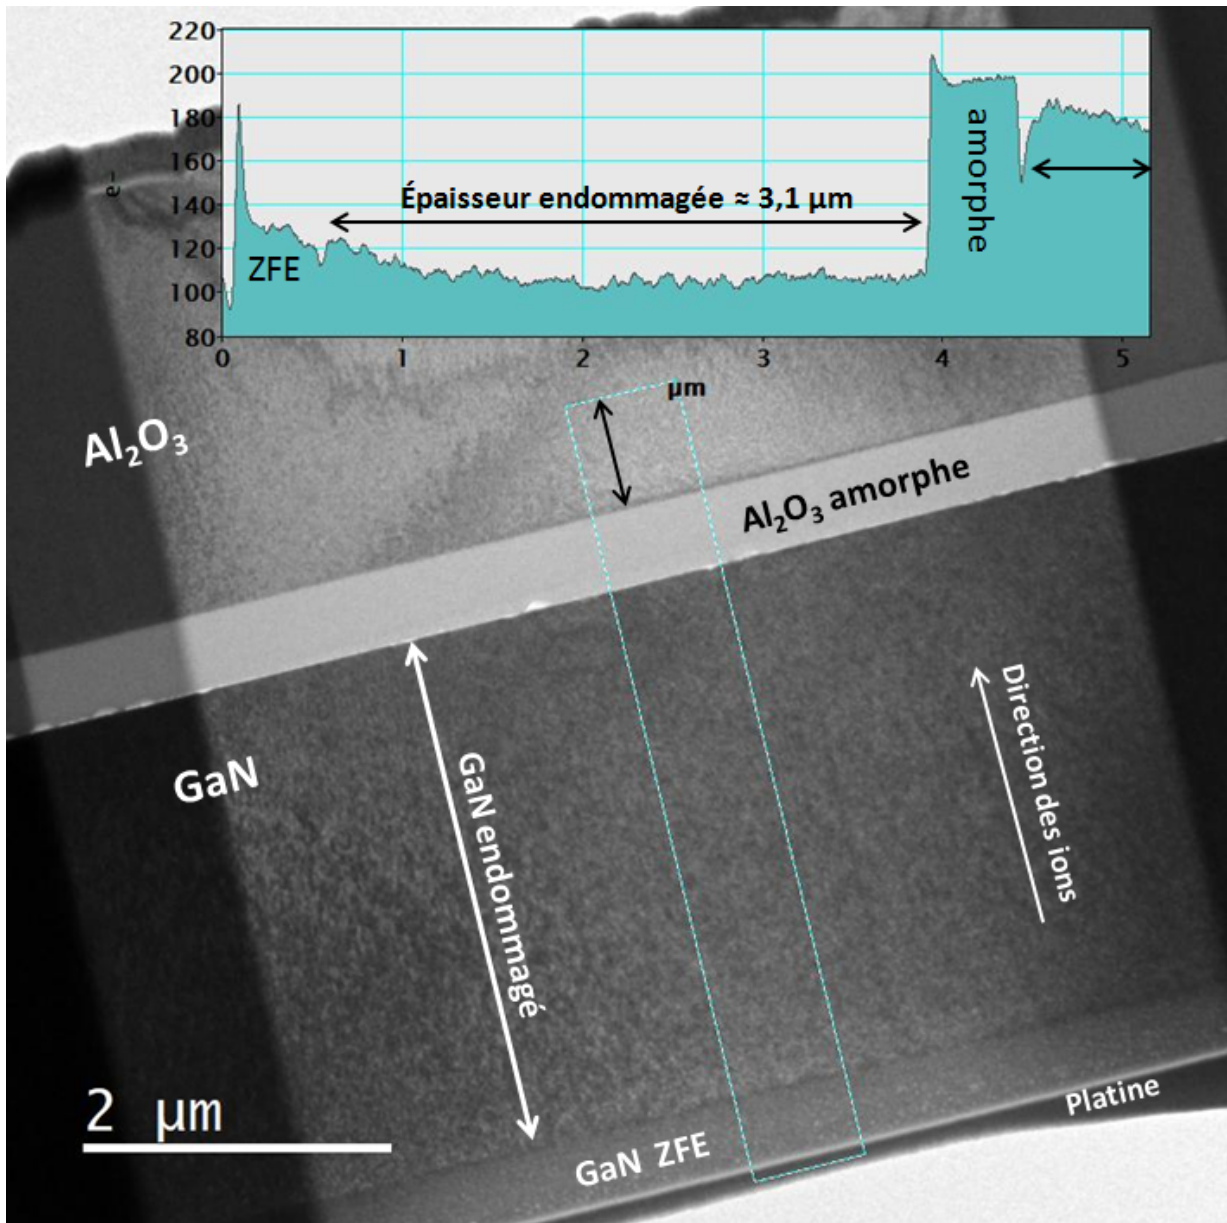 220
200
180
160
140
120
100
80
e-
Épaisseur endommagée ≈ 3,1 µm
ZFE
amorphe
0 1 2 3 4 5
µm
Al₂O₃
Al₂O₃ amorphe
GaN
GaN endommagé
Direction des ions
2 µm
GaN ZFE
Platine